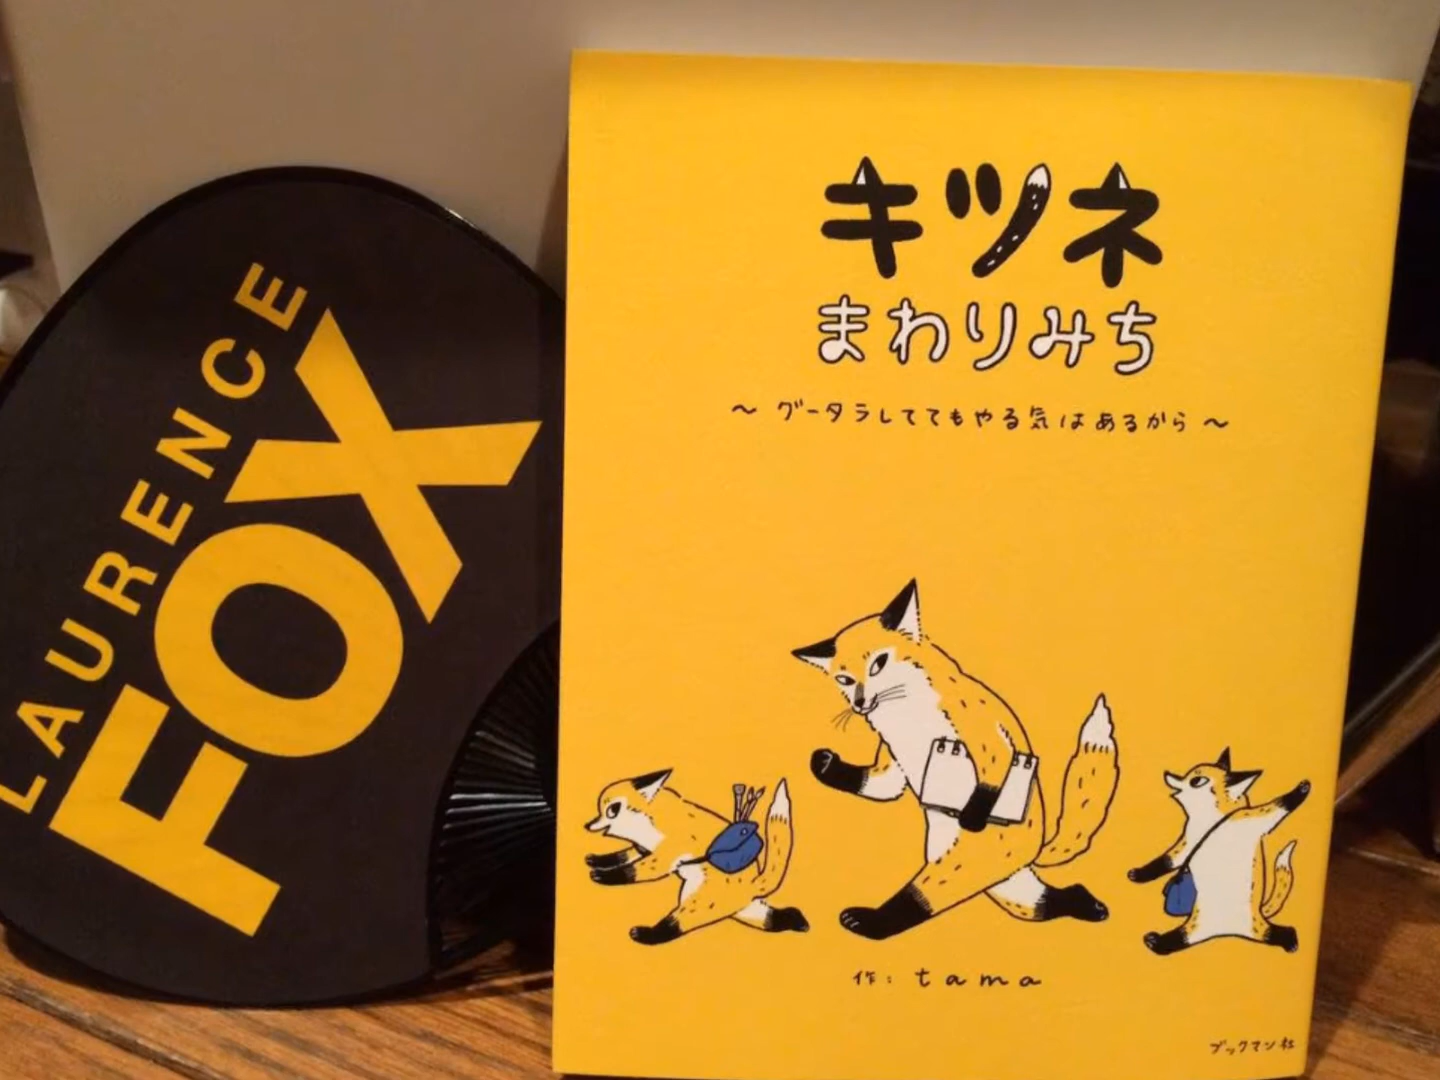 LAURENCE
FOX
キツネ
まわりみち
〜 グータラしててもやる気はあるから 〜
作: tama
ブックマン社